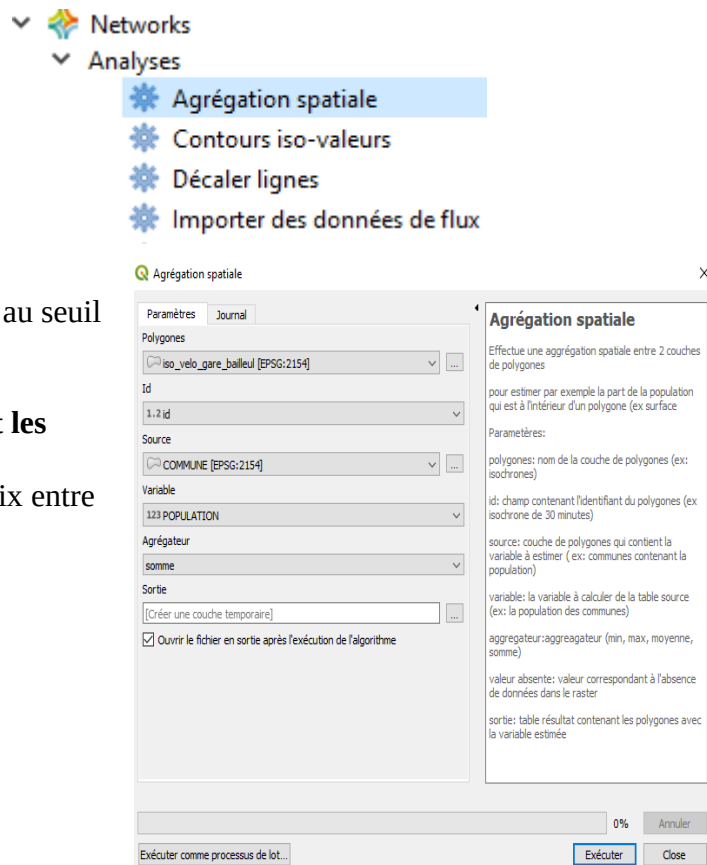 Networks
Analyses
Agrégation spatiale
Contours iso-valeurs
Décaler lignes
Importer des données de flux
au seuil
les
ix entre
Agrégation spatiale
Paramètres Journal
Polygones
iso_velo_gare_bailleul [EPSG:2154]
...
Id
1.2 id
Source
COMMUNE [EPSG:2154]
...
Variable
123 POPULATION
Agrégateur
somme
Sortie
[Créer une couche temporaire]
...
Ouvrir le fichier en sortie après l'exécution de l'algorithme
Agrégation spatiale
Effectue une aggrégation spatiale entre 2 couches
de polygones
pour estimer par exemple la part de la population
qui est à l'intérieur d'un polygone (ex surface
Parametères:
polygones: nom de la couche de polygones (ex:
isochrones)
id: champ contenant l'identifiant du polygones (ex
isochrone de 30 minutes)
source: couche de polygones qui contient la
variable à estimer ( ex: communes contenant la
population)
variable: la variable à calculer de la table source
(ex: la population des communes)
aggregateur:aggreagateur (min, max, moyenne,
somme)
valeur absente: valeur correspondant à l'absence
de données dans le raster
sortie: table résultat contenant les polygones avec
la variable estimée
0% Annuler
Exécuter comme processus de lot... Exécuter Close